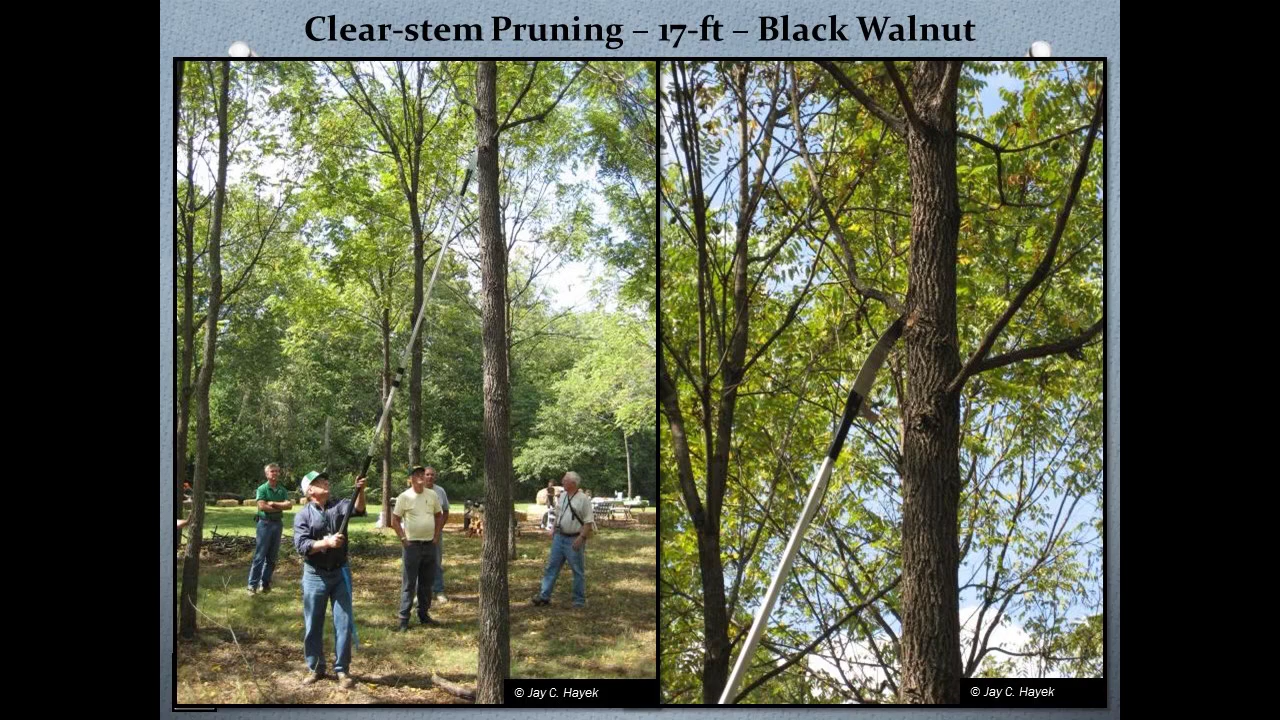 Clear-stem Pruning – 17-ft – Black Walnut
© Jay C. Hayek
© Jay C. Hayek